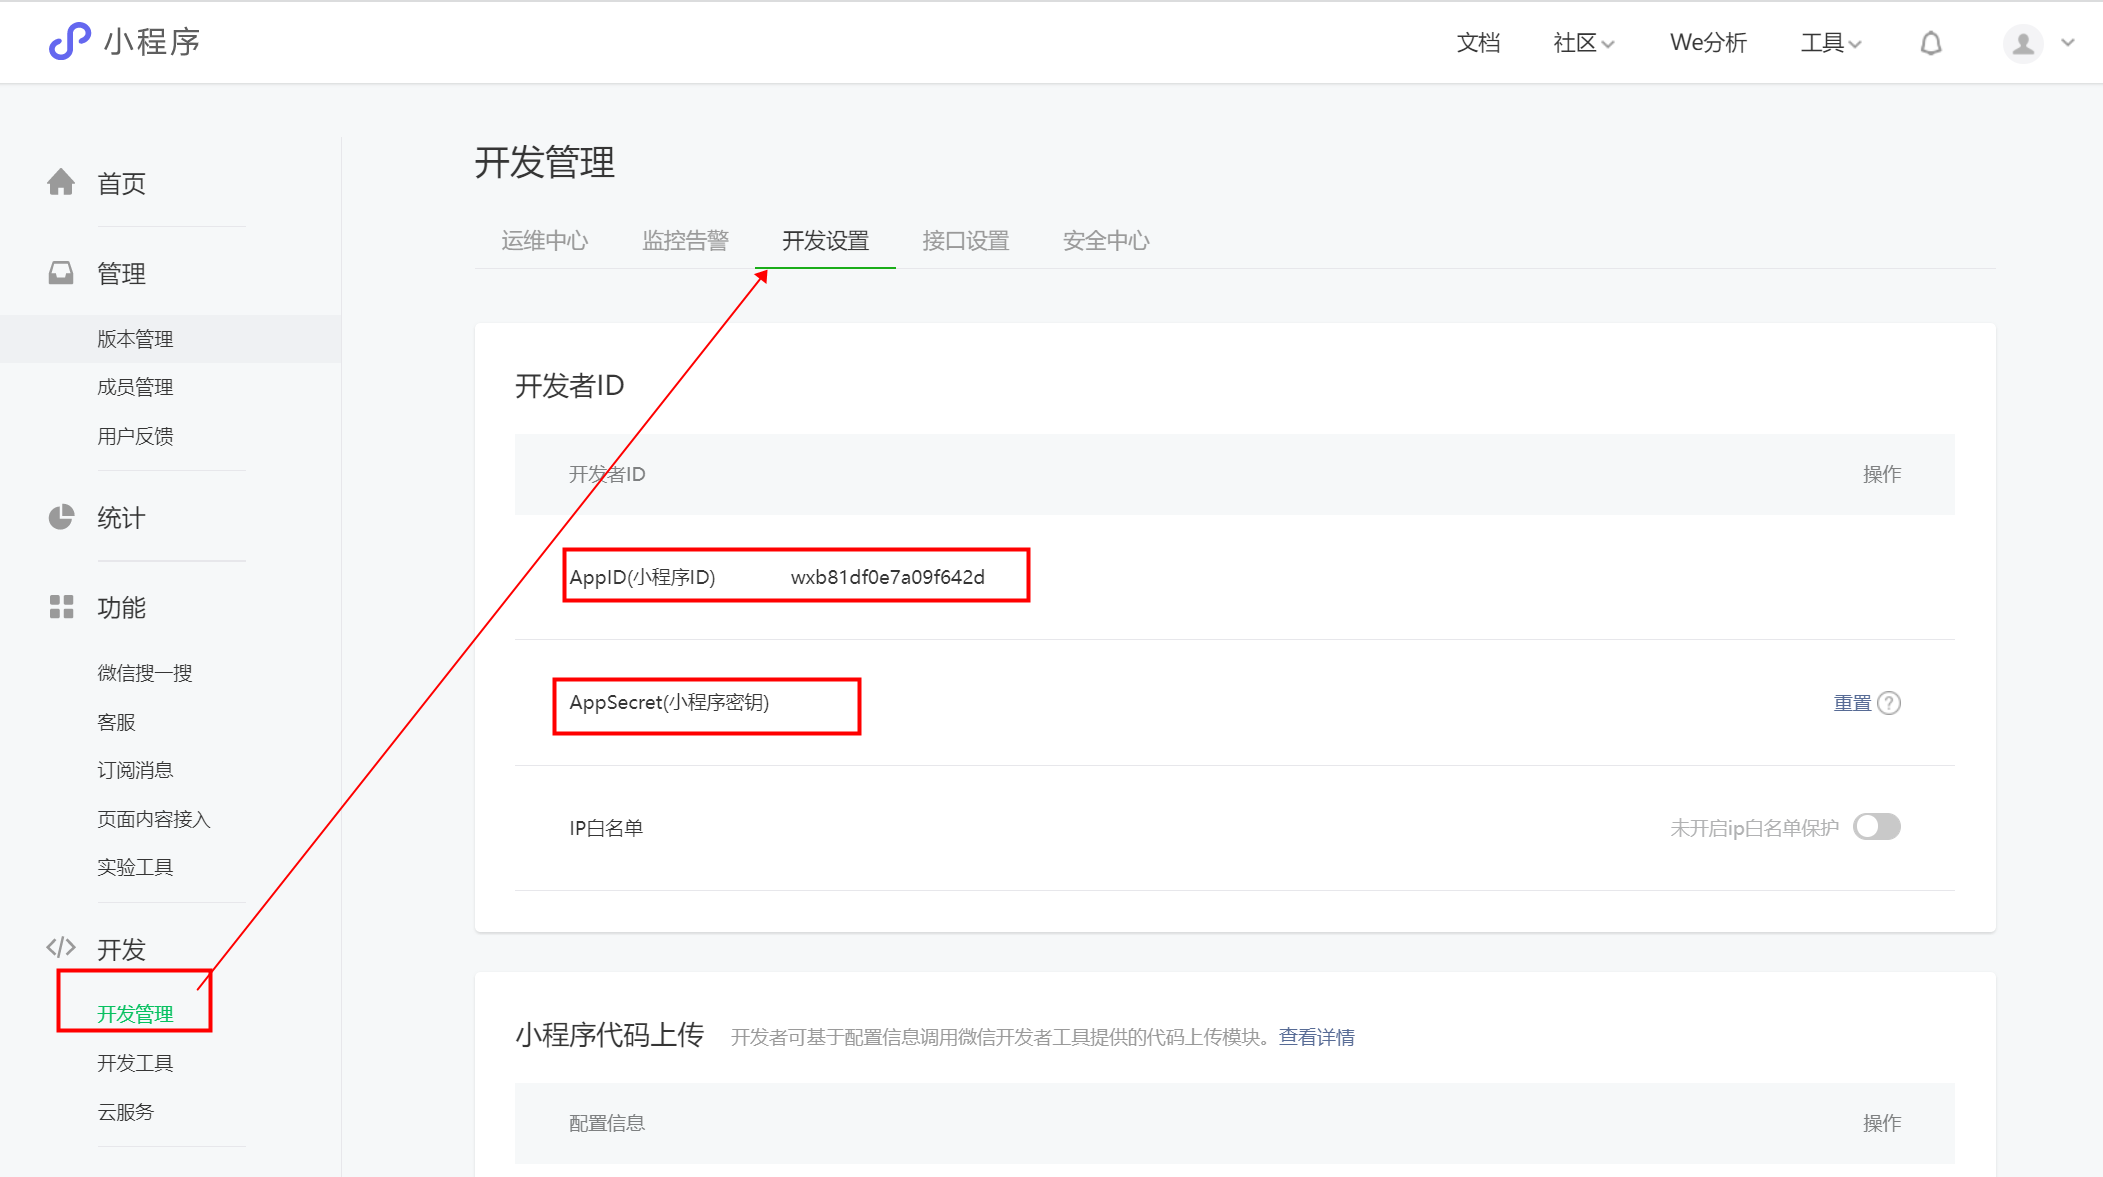 小程序
文档 社区 We分析 工具
首页
管理
版本管理
成员管理
用户反馈
统计
功能
微信搜一搜
客服
订阅消息
页面内容接入
实验工具
开发
开发管理
开发工具
云服务
开发管理
运维中心 监控告警 开发设置 接口设置 安全中心
开发者ID
开发者ID 操作
AppID(小程序ID) wxb81df0e7a09f642d
AppSecret(小程序密钥) 重置 ?
IP白名单 未开启ip白名单保护
小程序代码上传 开发者可基于配置信息调用微信开发者工具提供的代码上传模块。查看详情
配置信息 操作